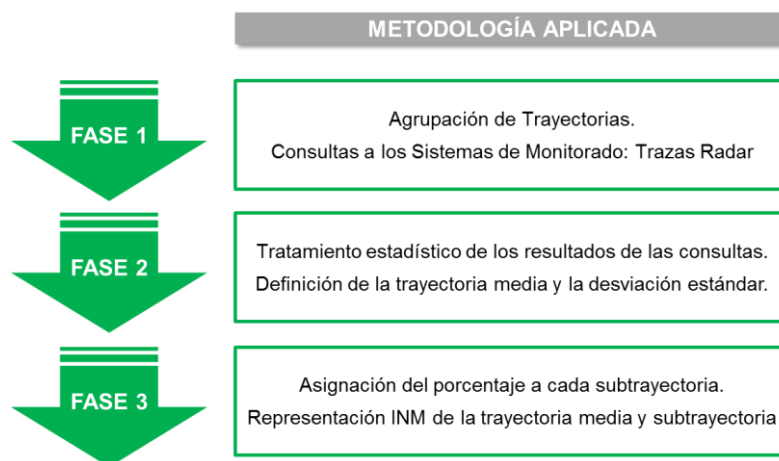 METODOLOGÍA APLICADA
FASE 1
Agrupación de Trayectorias.
Consultas a los Sistemas de Monitorado: Trazas Radar
FASE 2
Tratamiento estadístico de los resultados de las consultas.
Definición de la trayectoria media y la desviación estándar.
FASE 3
Asignación del porcentaje a cada subtrayectoria.
Representación INM de la trayectoria media y subtrayectoria